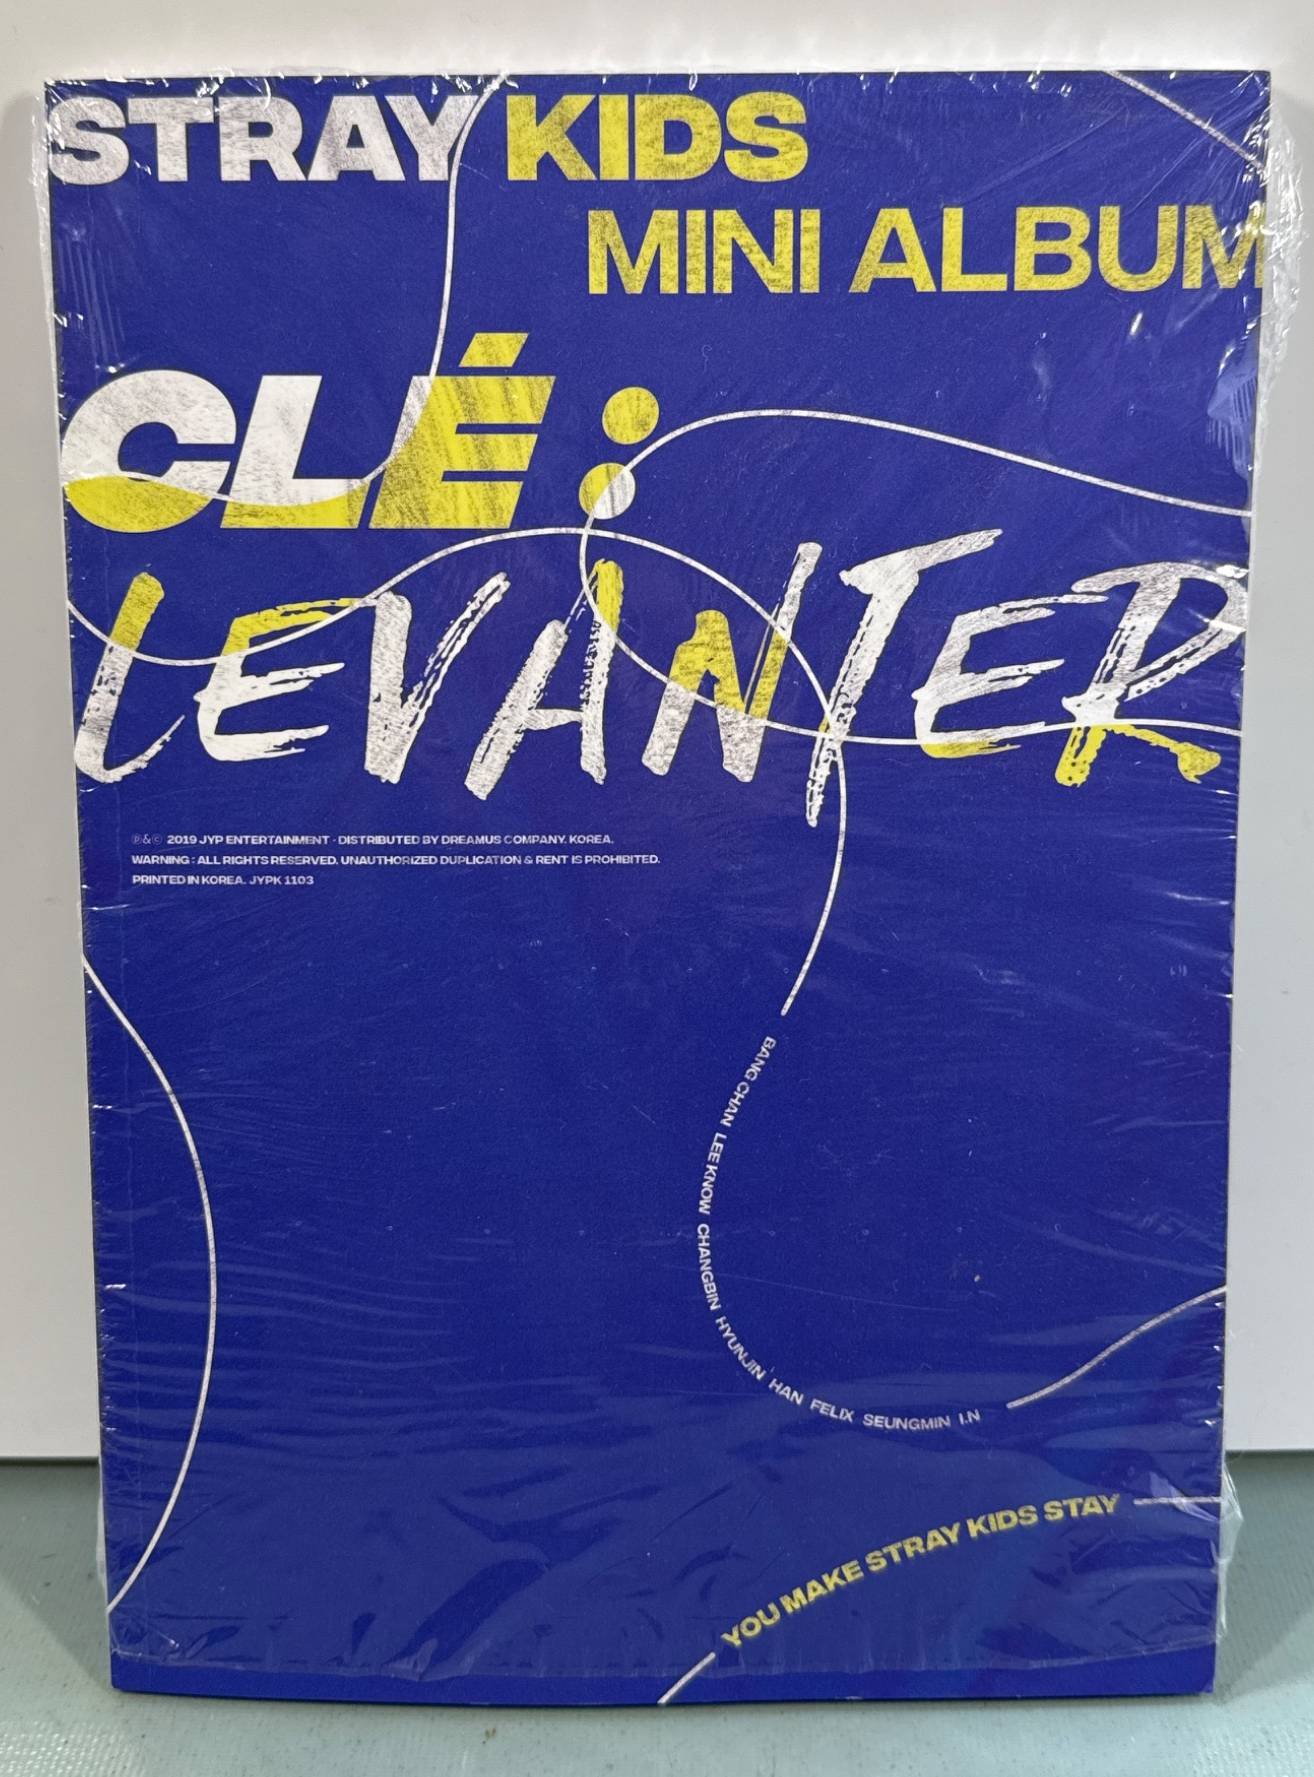 STRAY KIDS
MINI ALBUM
CLÉ:
LEVANTER
Ⓟ&Ⓒ 2019 JYP ENTERTAINMENT · DISTRIBUTED BY DREAMUS COMPANY. KOREA.
WARNING : ALL RIGHTS RESERVED. UNAUTHORIZED DUPLICATION & RENT IS PROHIBITED.
PRINTED IN KOREA. JYPK 1103
BANG CHAN LEE KNOW CHANGBIN HYUNJIN HAN FELIX SEUNGMIN I.N
YOU MAKE STRAY KIDS STAY